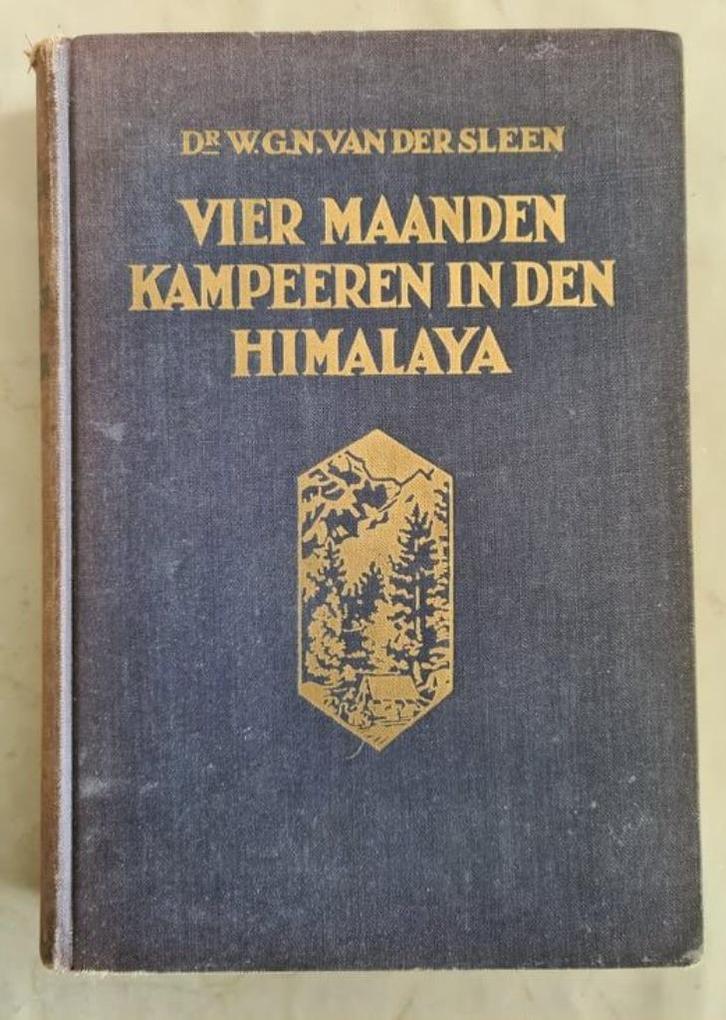 DR W.G.N. VAN DER SLEEN
VIER MAANDEN
KAMPEEREN IN DEN
HIMALAYA